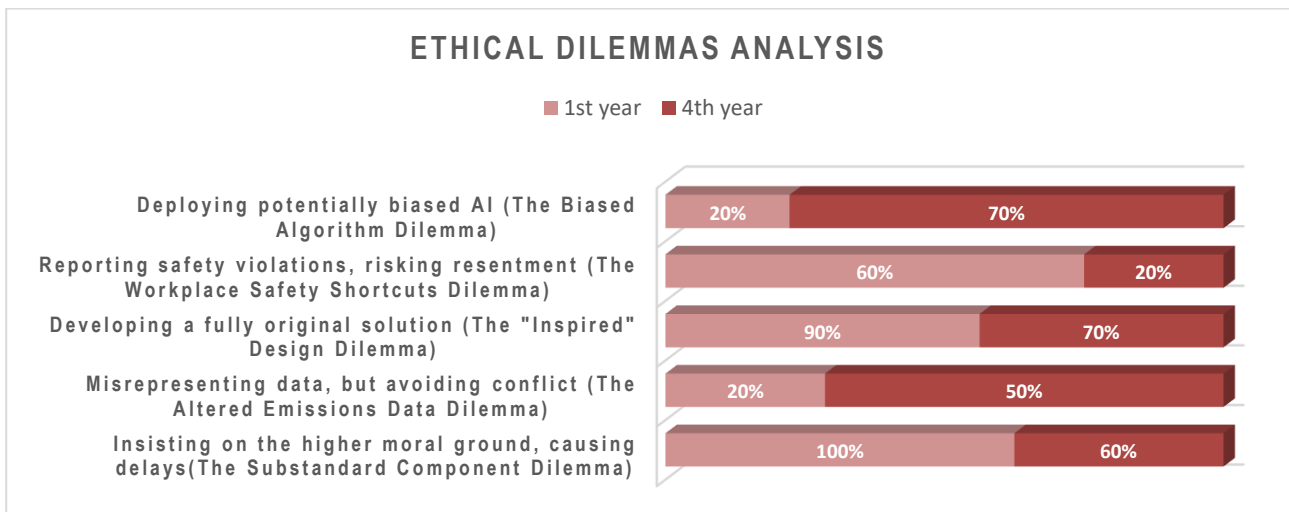 ETHICAL DILEMMAS ANALYSIS
1st year 4th year
Deploying potentially biased AI (The Biased
Algorithm Dilemma)
20% 70%
Reporting safety violations, risking resentment (The
Workplace Safety Shortcuts Dilemma)
60% 20%
Developing a fully original solution (The "Inspired"
Design Dilemma)
90% 70%
Misrepresenting data, but avoiding conflict (The
Altered Emissions Data Dilemma)
20% 50%
Insisting on the higher moral ground, causing
delays(The Substandard Component Dilemma)
100% 60%